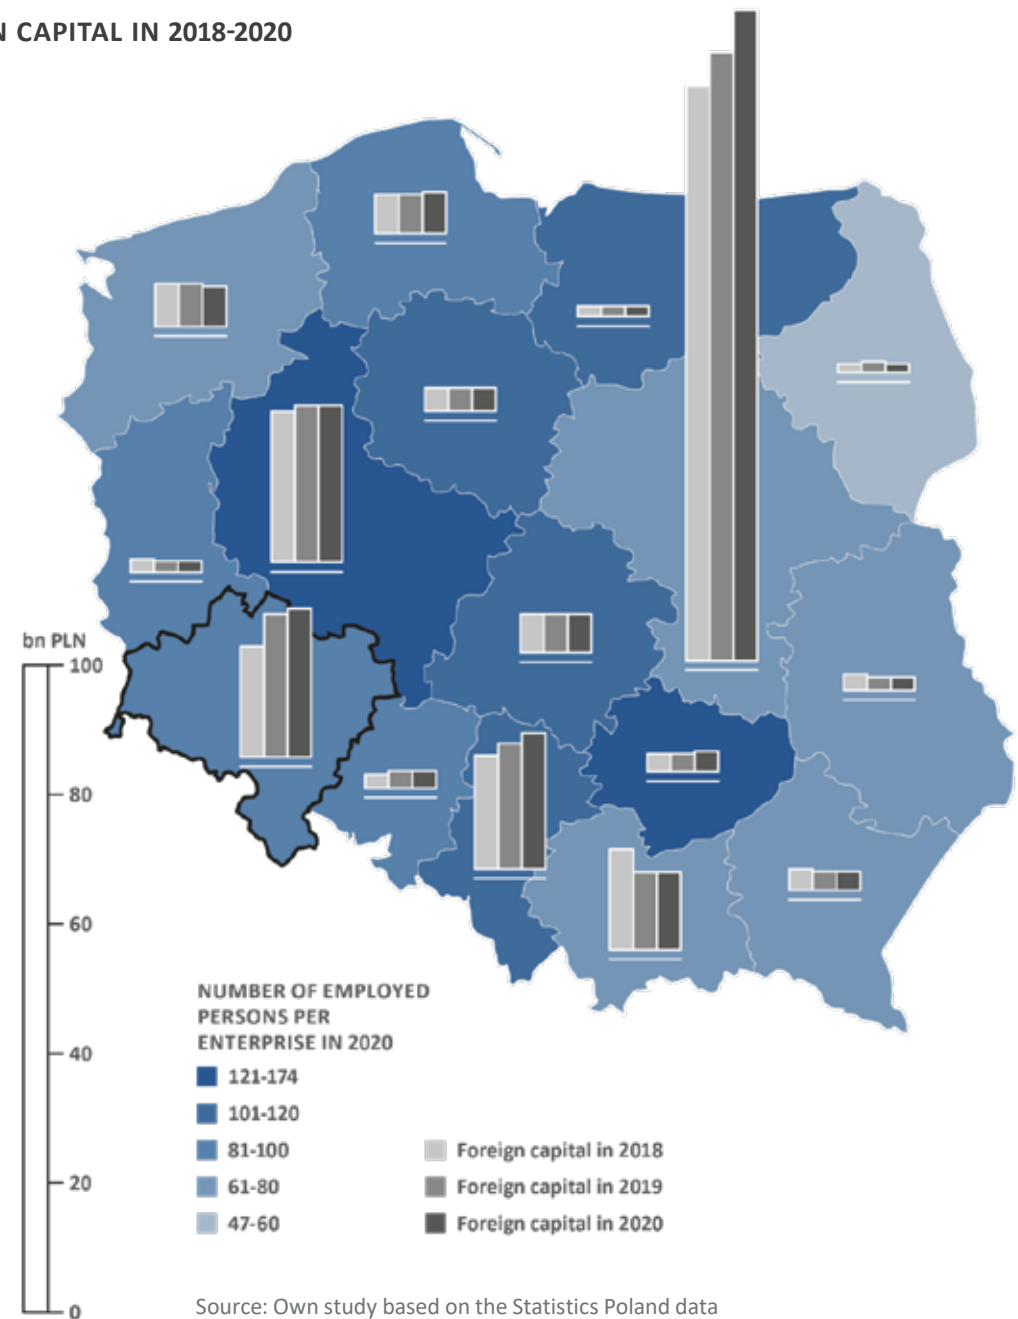 N CAPITAL IN 2018-2020
bn PLN
100
80
60
40
20
0
NUMBER OF EMPLOYED
PERSONS PER
ENTERPRISE IN 2020
121-174
101-120
81-100
61-80
47-60
Foreign capital in 2018
Foreign capital in 2019
Foreign capital in 2020
Source: Own study based on the Statistics Poland data